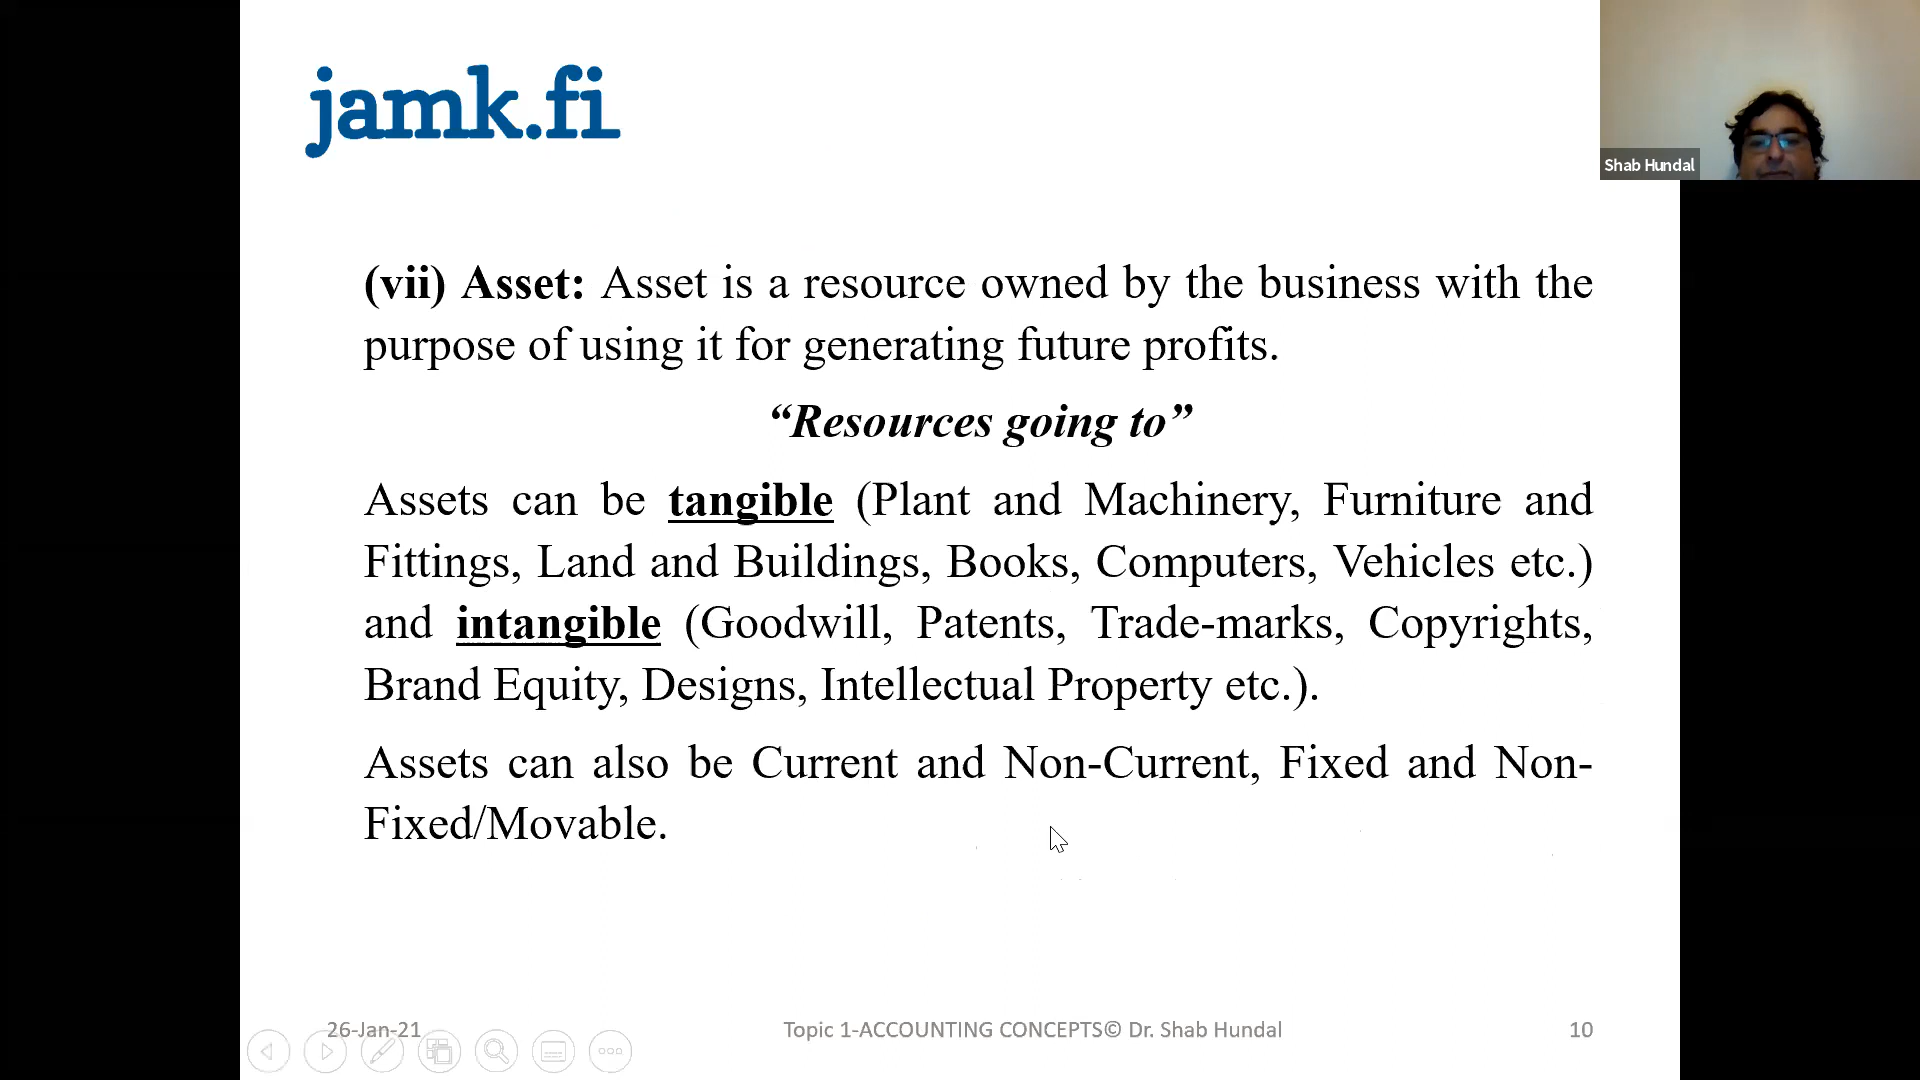 jamk.fi
Shab Hundal
(vii) Asset: Asset is a resource owned by the business with the
purpose of using it for generating future profits.
“Resources going to”
Assets can be tangible (Plant and Machinery, Furniture and
Fittings, Land and Buildings, Books, Computers, Vehicles etc.)
and intangible (Goodwill, Patents, Trade-marks, Copyrights,
Brand Equity, Designs, Intellectual Property etc.).
Assets can also be Current and Non-Current, Fixed and Non-
Fixed/Movable.
26-Jan-21
Topic 1-ACCOUNTING CONCEPTS© Dr. Shab Hundal
10